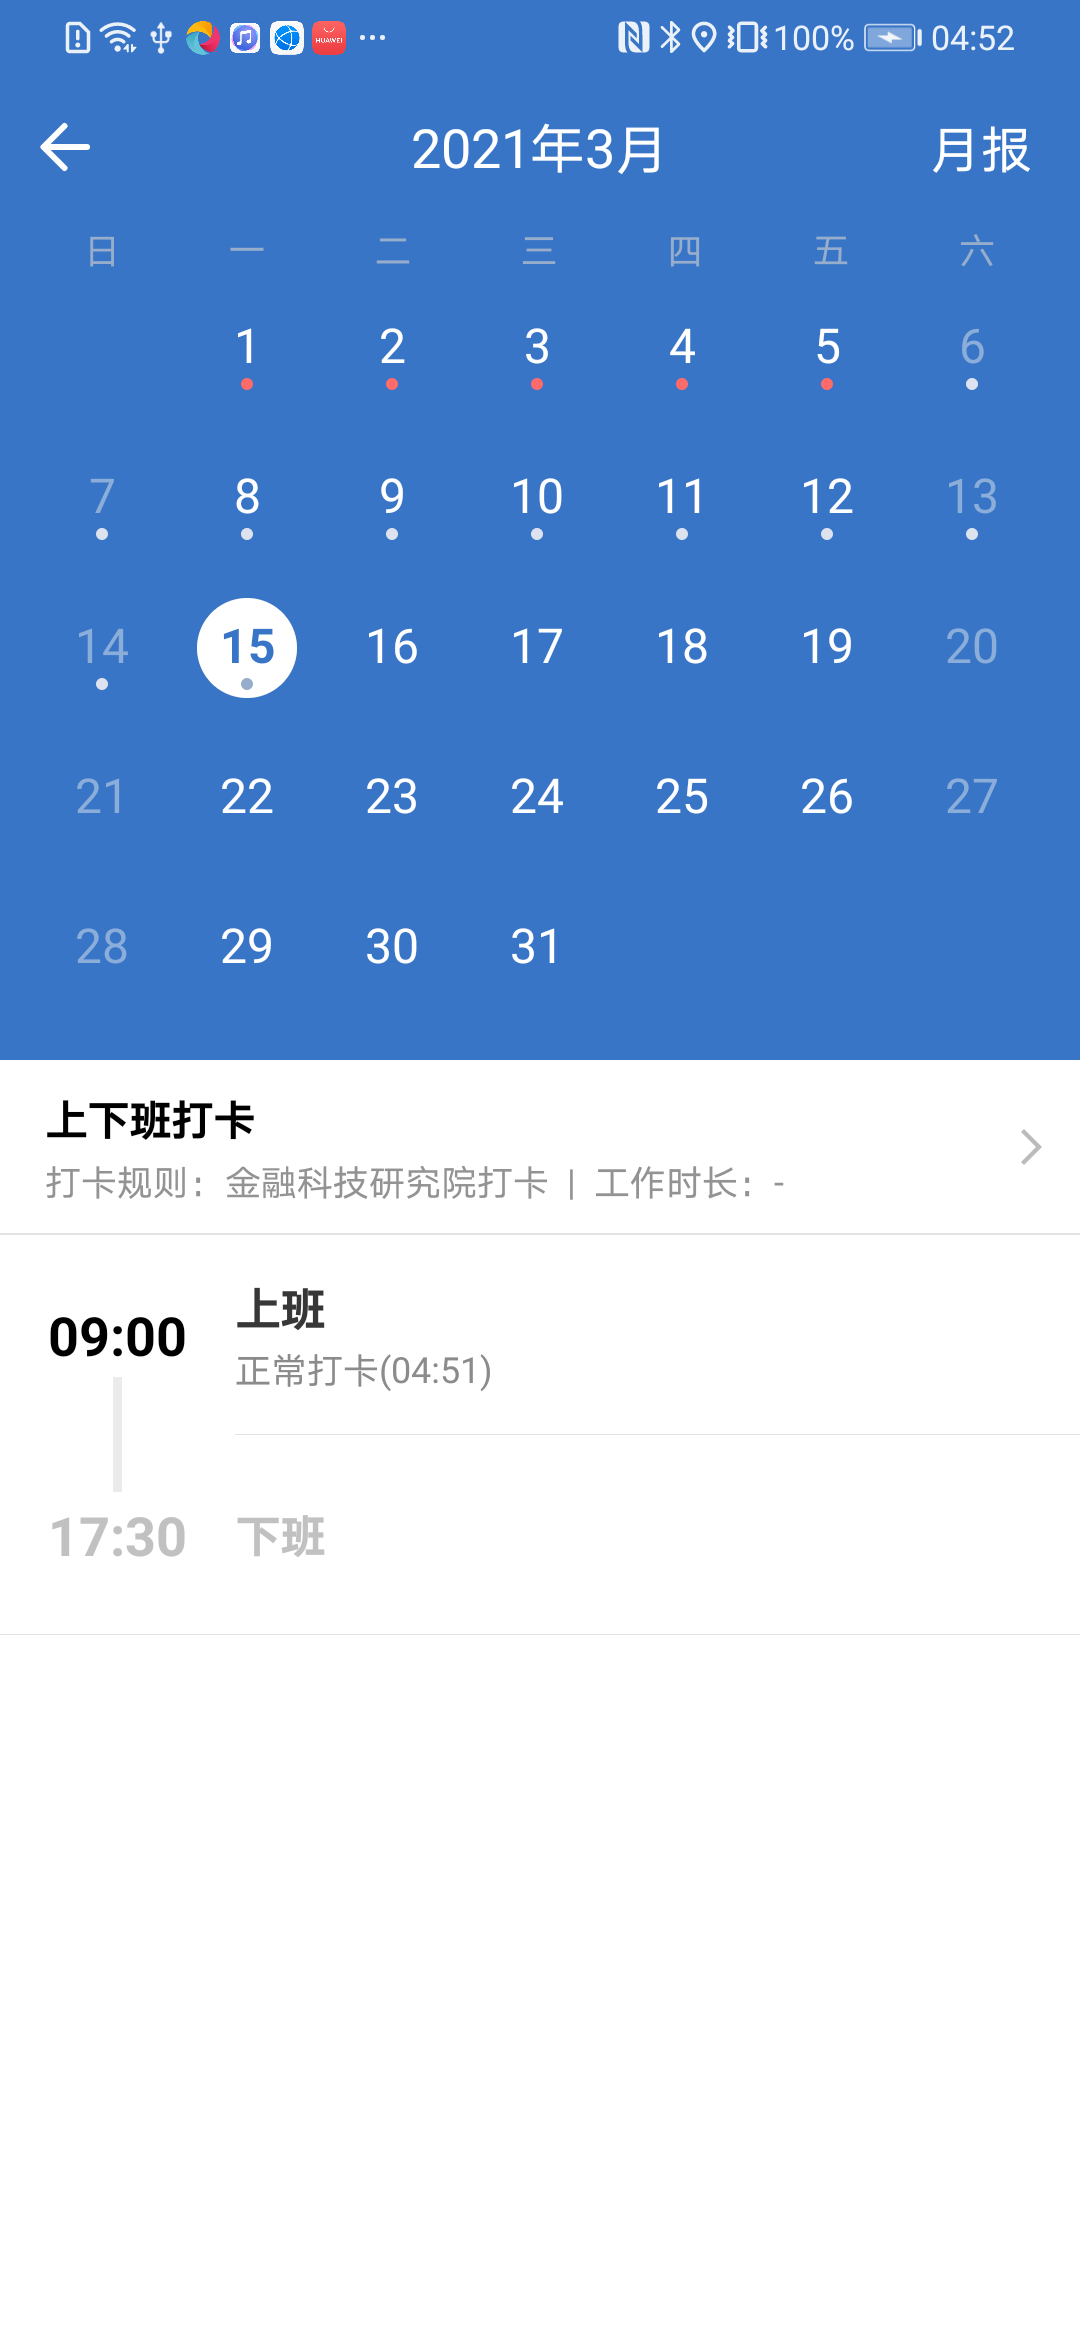 HUAWEI
100% 04:52
2021年3月 月报
日 一 二 三 四 五 六
1 2 3 4 5 6
7 8 9 10 11 12 13
14 15 16 17 18 19 20
21 22 23 24 25 26 27
28 29 30 31
上下班打卡
打卡规则：金融科技研究院打卡 | 工作时长：-
09:00 上班
正常打卡(04:51)
17:30 下班